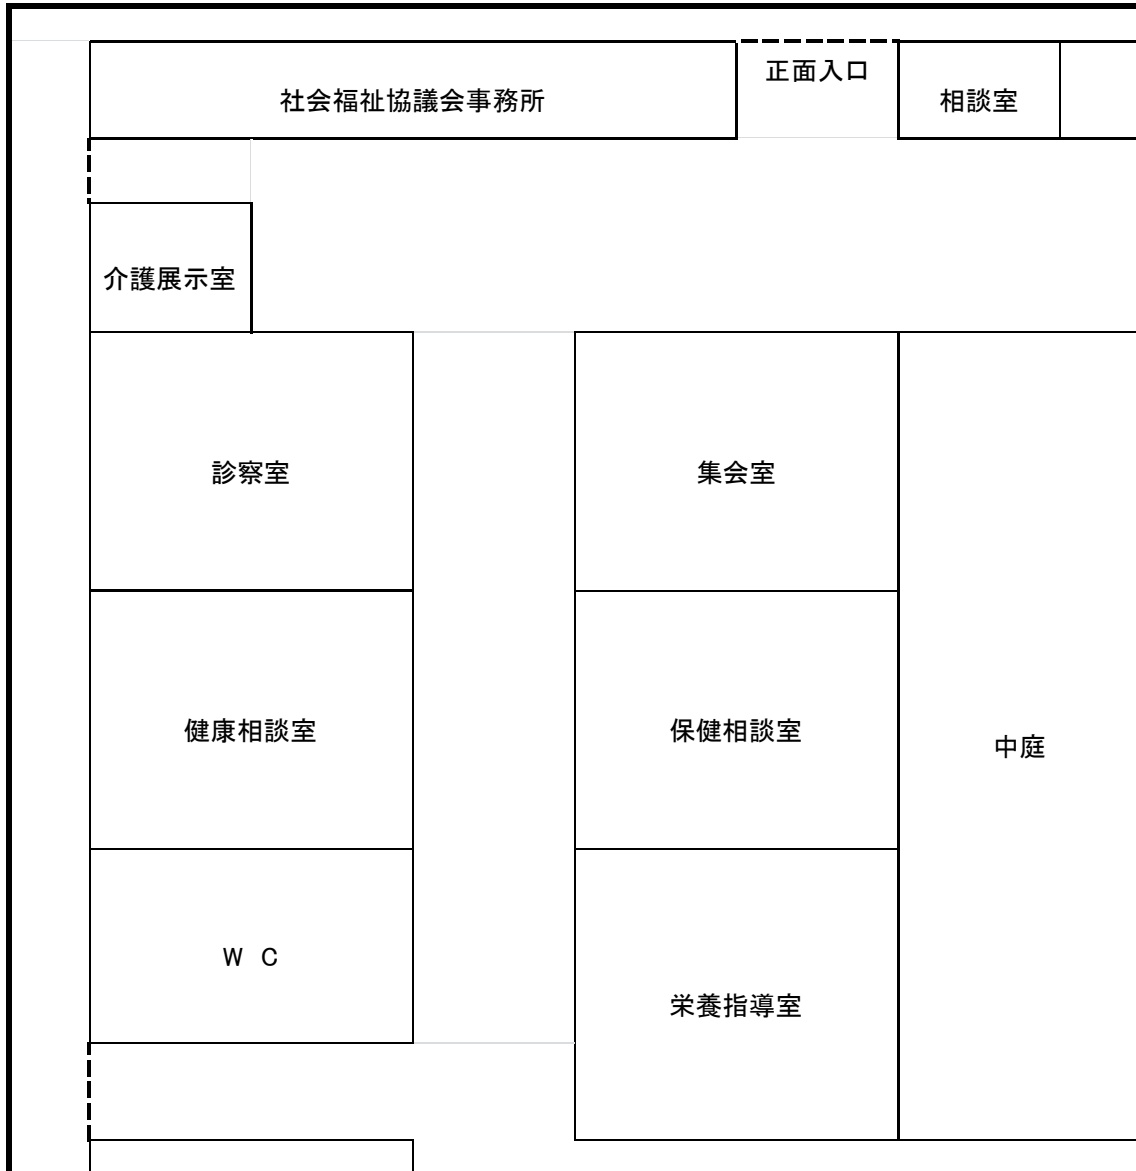 正面入口
社会福祉協議会事務所
相談室
介護展示室
診察室
集会室
健康相談室
保健相談室
中庭
Ｗ　Ｃ
栄養指導室